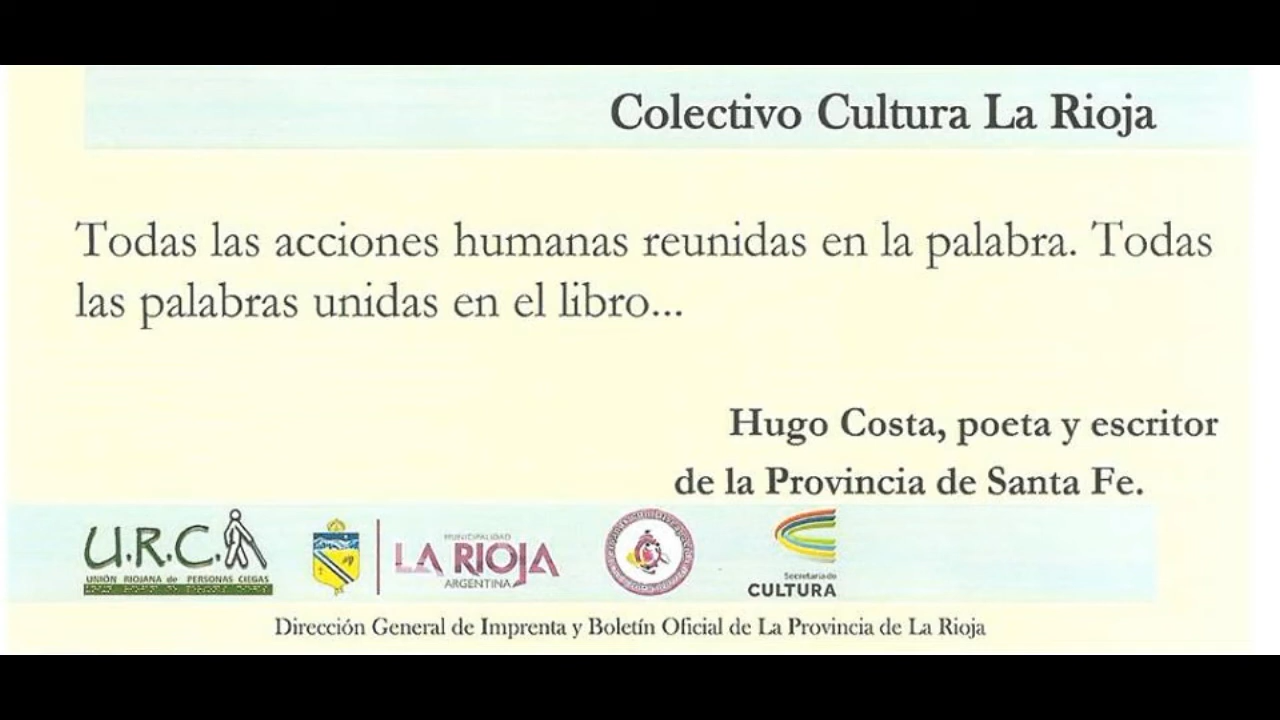 Colectivo Cultura La Rioja
Todas las acciones humanas reunidas en la palabra. Todas
las palabras unidas en el libro...
Hugo Costa, poeta y escritor
de la Provincia de Santa Fe.
U.R.C.
UNIÓN RIOJANA de PERSONAS CIEGAS
MUNICIPALIDAD
LA RIOJA
ARGENTINA
Secretaría de
CULTURA
Dirección General de Imprenta y Boletín Oficial de La Provincia de La Rioja